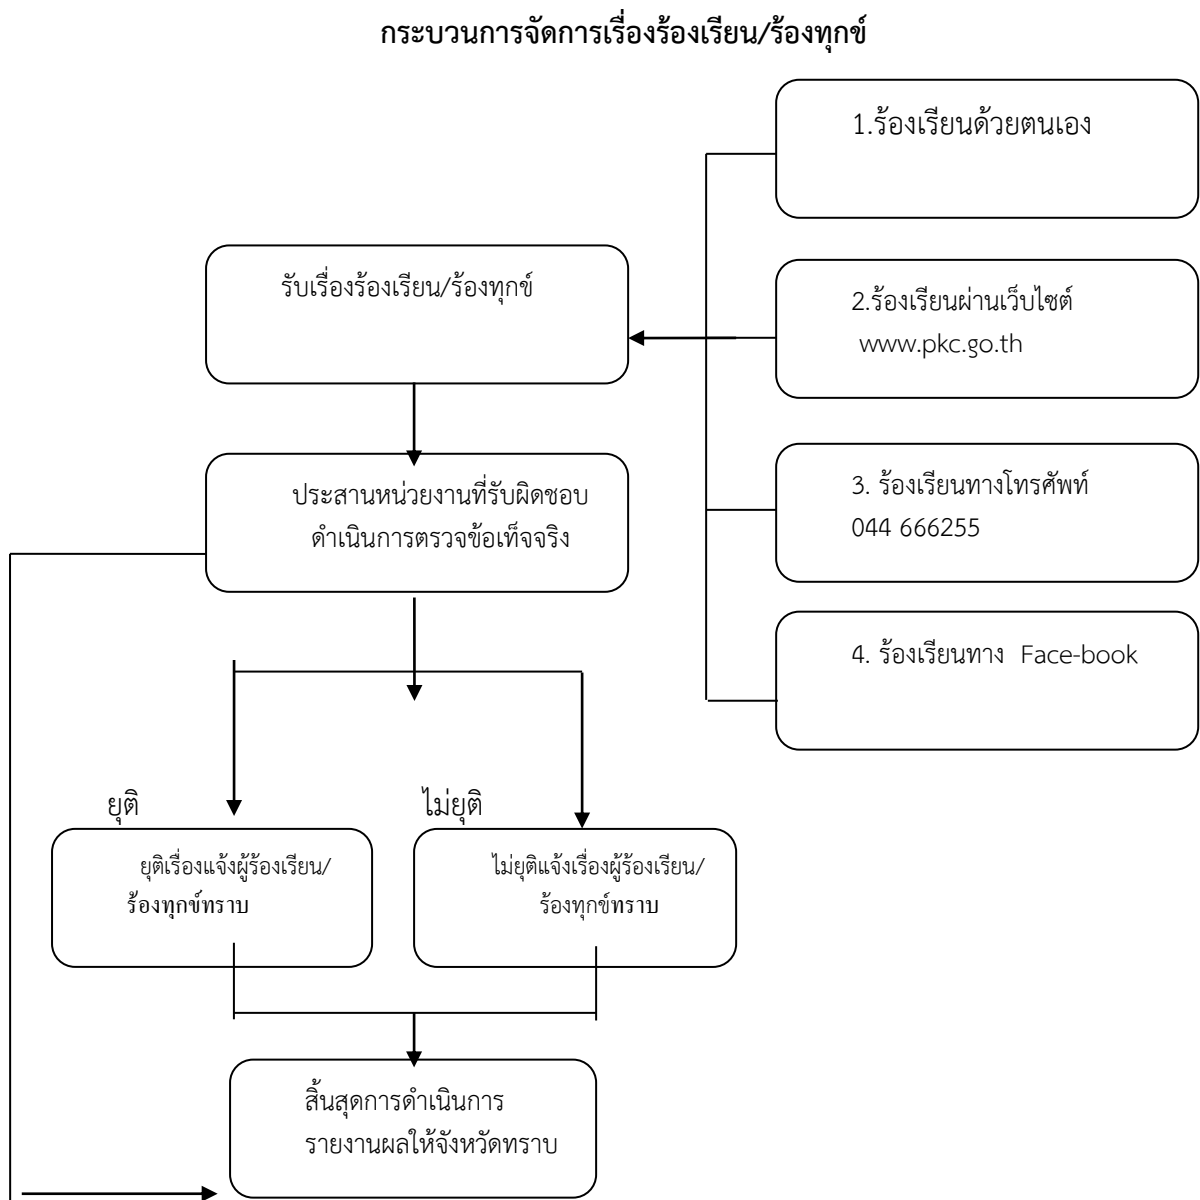 กระบวนการจัดการเรื่องร้องเรียน/ร้องทุกข์
1.ร้องเรียนด้วยตนเอง
รับเรื่องร้องเรียน/ร้องทุกข์
2.ร้องเรียนผ่านเว็บไซต์
www.pkc.go.th
ประสานหน่วยงานที่รับผิดชอบ
ดำเนินการตรวจข้อเท็จจริง
3. ร้องเรียนทางโทรศัพท์
044 666255
4. ร้องเรียนทาง Face-book
ยุติ
ไม่ยุติ
ยุติเรื่องแจ้งผู้ร้องเรียน/
ร้องทุกข์ทราบ
ไม่ยุติแจ้งเรื่องผู้ร้องเรียน/
ร้องทุกข์ทราบ
สิ้นสุดการดำเนินการ
รายงานผลให้จังหวัดทราบ